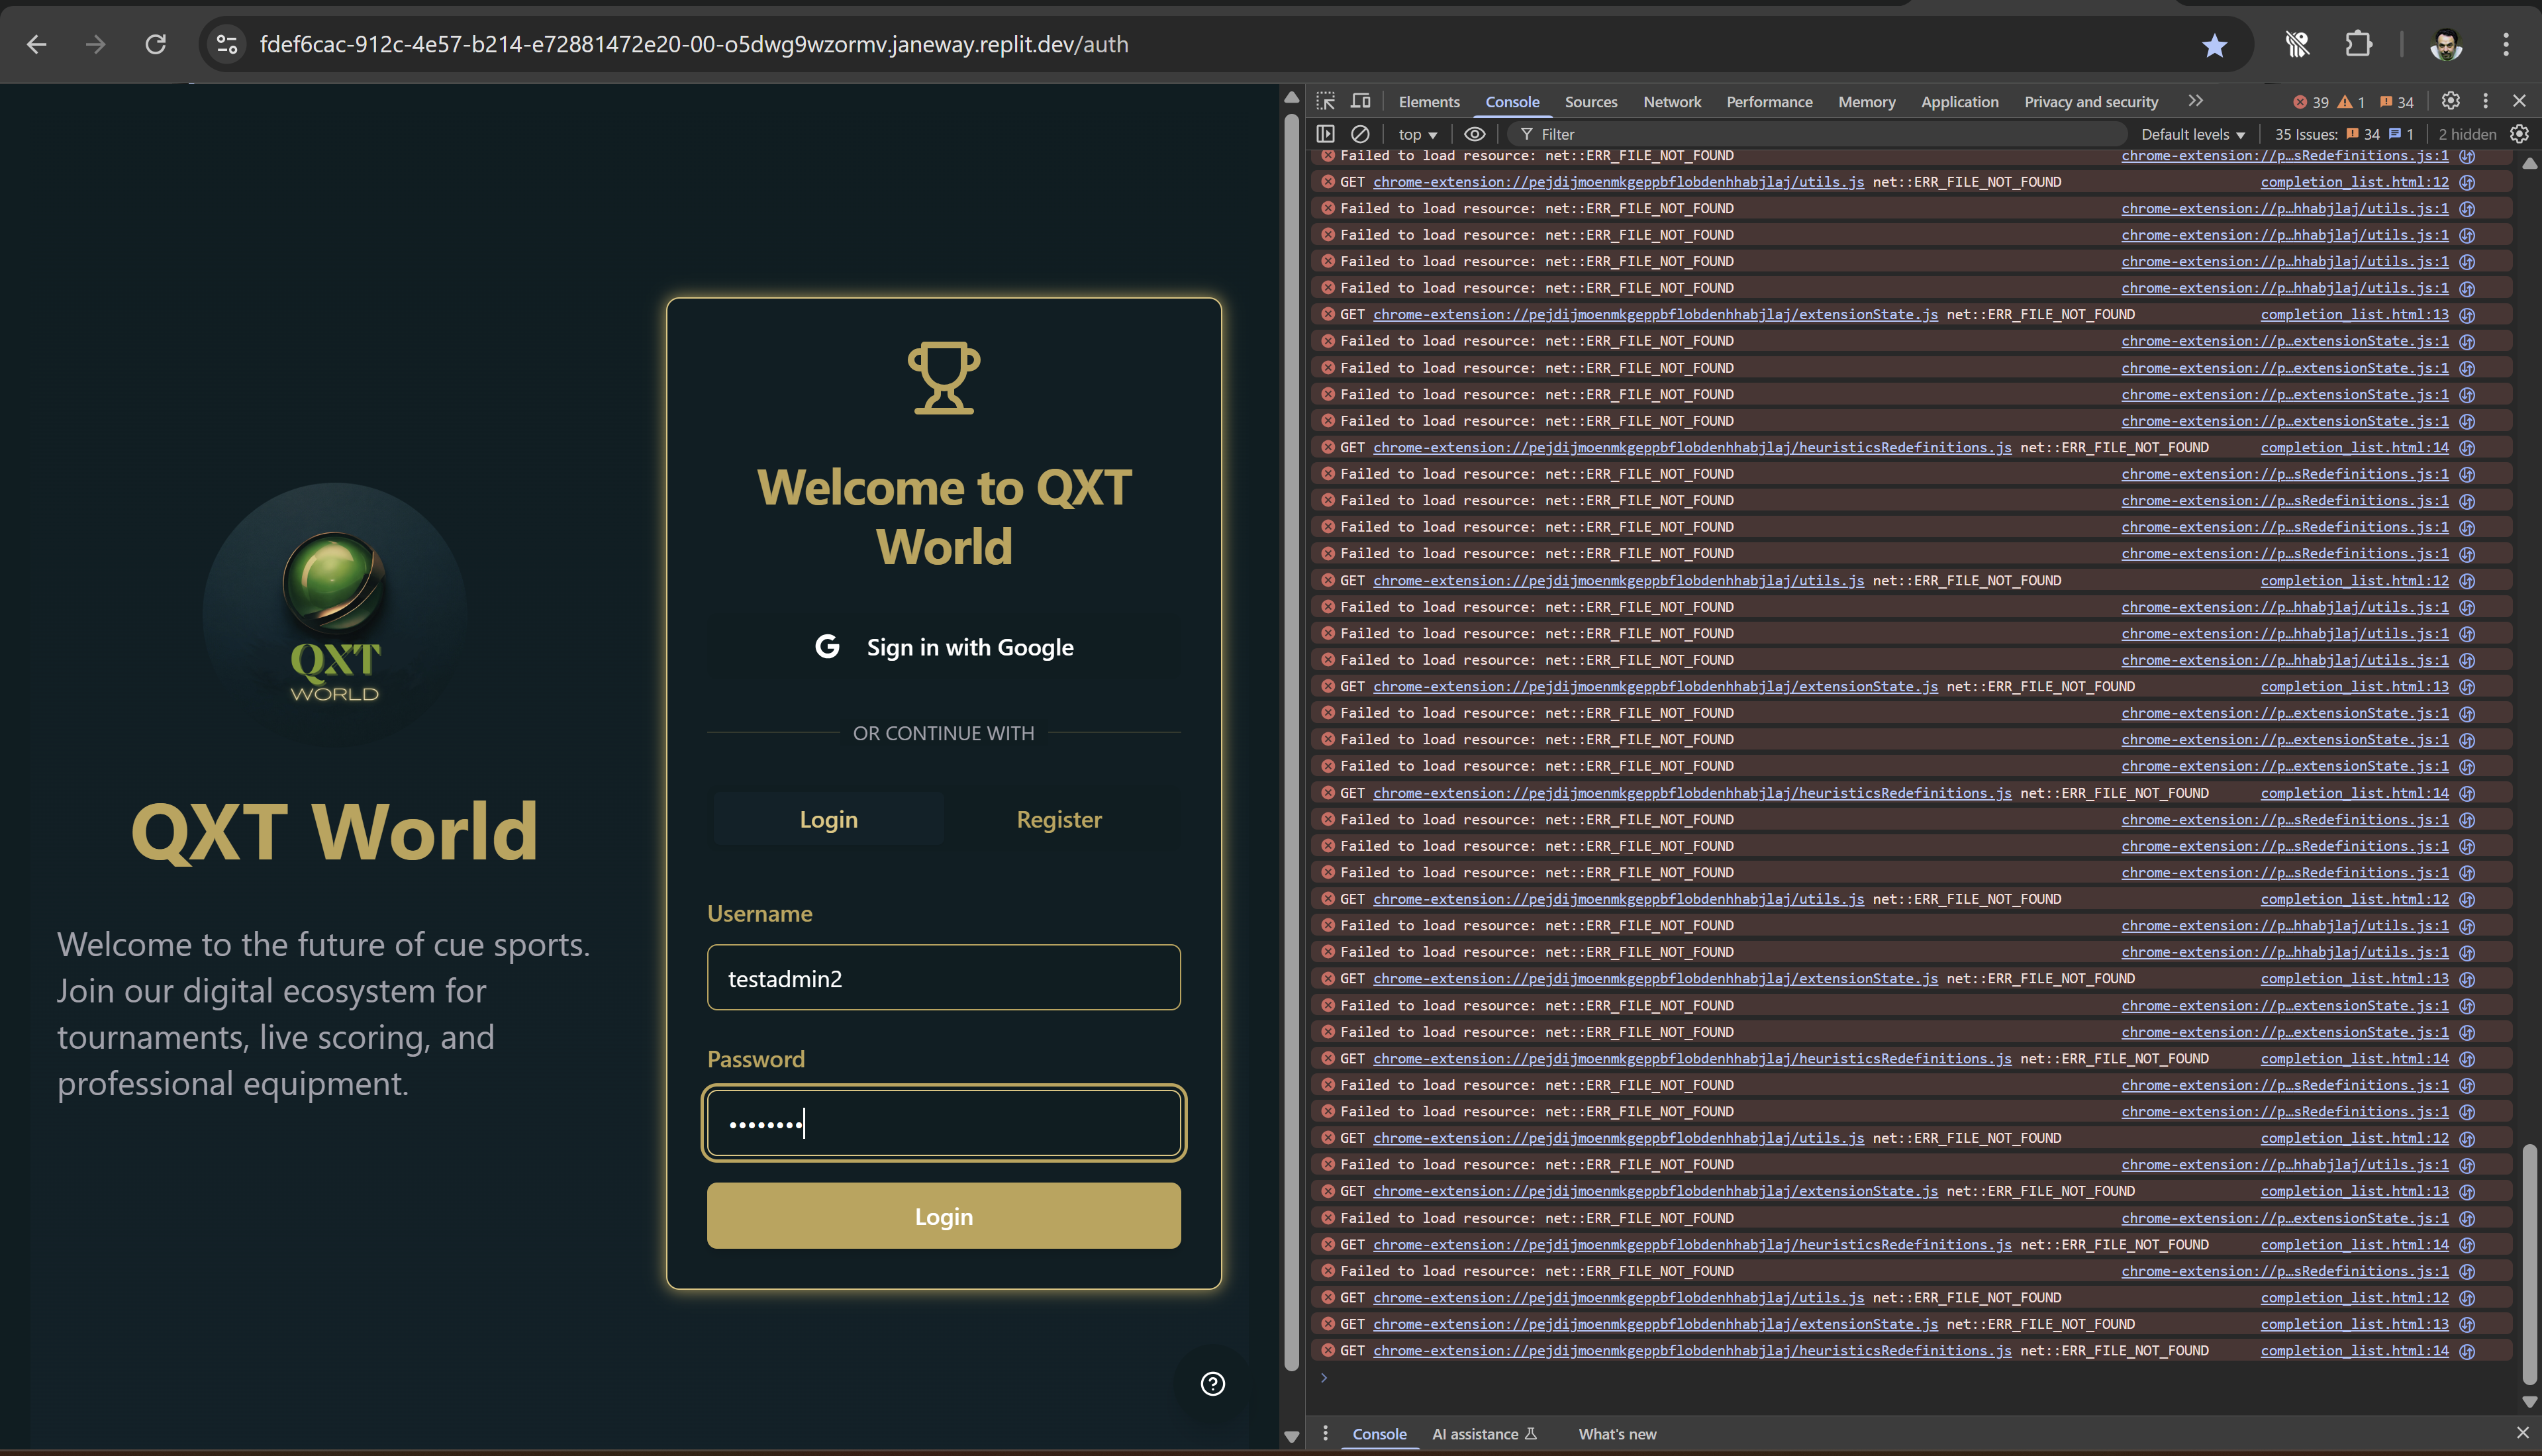 fdef6cac-912c-4e57-b214-e72881472e20-00-o5dwg9wzormv.janeway.replit.dev/auth
QXT
WORLD
QXT World
Welcome to the future of cue sports.
Join our digital ecosystem for
tournaments, live scoring, and
professional equipment.
Welcome to QXT
World
G Sign in with Google
OR CONTINUE WITH
Login Register
Username
testadmin2
Password
••••••••
Login
Elements Console Sources Network Performance Memory Application Privacy and security 39 1 34
top Filter Default levels 35 Issues: 34 1 2 hidden
Failed to load resource: net::ERR_FILE_NOT_FOUND chrome-extension://p…sRedefinitions.js:1
GET chrome-extension://pejdijmoenmkgeppbflobdenhhabjlaj/utils.js net::ERR_FILE_NOT_FOUND completion_list.html:12
Failed to load resource: net::ERR_FILE_NOT_FOUND chrome-extension://p…hhabjlaj/utils.js:1
Failed to load resource: net::ERR_FILE_NOT_FOUND chrome-extension://p…hhabjlaj/utils.js:1
Failed to load resource: net::ERR_FILE_NOT_FOUND chrome-extension://p…hhabjlaj/utils.js:1
Failed to load resource: net::ERR_FILE_NOT_FOUND chrome-extension://p…hhabjlaj/utils.js:1
GET chrome-extension://pejdijmoenmkgeppbflobdenhhabjlaj/extensionState.js net::ERR_FILE_NOT_FOUND completion_list.html:13
Failed to load resource: net::ERR_FILE_NOT_FOUND chrome-extension://p…extensionState.js:1
Failed to load resource: net::ERR_FILE_NOT_FOUND chrome-extension://p…extensionState.js:1
Failed to load resource: net::ERR_FILE_NOT_FOUND chrome-extension://p…extensionState.js:1
Failed to load resource: net::ERR_FILE_NOT_FOUND chrome-extension://p…extensionState.js:1
GET chrome-extension://pejdijmoenmkgeppbflobdenhhabjlaj/heuristicsRedefinitions.js net::ERR_FILE_NOT_FOUND completion_list.html:14
Failed to load resource: net::ERR_FILE_NOT_FOUND chrome-extension://p…sRedefinitions.js:1
Failed to load resource: net::ERR_FILE_NOT_FOUND chrome-extension://p…sRedefinitions.js:1
Failed to load resource: net::ERR_FILE_NOT_FOUND chrome-extension://p…sRedefinitions.js:1
Failed to load resource: net::ERR_FILE_NOT_FOUND chrome-extension://p…sRedefinitions.js:1
GET chrome-extension://pejdijmoenmkgeppbflobdenhhabjlaj/utils.js net::ERR_FILE_NOT_FOUND completion_list.html:12
Failed to load resource: net::ERR_FILE_NOT_FOUND chrome-extension://p…hhabjlaj/utils.js:1
Failed to load resource: net::ERR_FILE_NOT_FOUND chrome-extension://p…hhabjlaj/utils.js:1
Failed to load resource: net::ERR_FILE_NOT_FOUND chrome-extension://p…hhabjlaj/utils.js:1
GET chrome-extension://pejdijmoenmkgeppbflobdenhhabjlaj/extensionState.js net::ERR_FILE_NOT_FOUND completion_list.html:13
Failed to load resource: net::ERR_FILE_NOT_FOUND chrome-extension://p…extensionState.js:1
Failed to load resource: net::ERR_FILE_NOT_FOUND chrome-extension://p…extensionState.js:1
Failed to load resource: net::ERR_FILE_NOT_FOUND chrome-extension://p…extensionState.js:1
GET chrome-extension://pejdijmoenmkgeppbflobdenhhabjlaj/heuristicsRedefinitions.js net::ERR_FILE_NOT_FOUND completion_list.html:14
Failed to load resource: net::ERR_FILE_NOT_FOUND chrome-extension://p…sRedefinitions.js:1
Failed to load resource: net::ERR_FILE_NOT_FOUND chrome-extension://p…sRedefinitions.js:1
Failed to load resource: net::ERR_FILE_NOT_FOUND chrome-extension://p…sRedefinitions.js:1
GET chrome-extension://pejdijmoenmkgeppbflobdenhhabjlaj/utils.js net::ERR_FILE_NOT_FOUND completion_list.html:12
Failed to load resource: net::ERR_FILE_NOT_FOUND chrome-extension://p…hhabjlaj/utils.js:1
Failed to load resource: net::ERR_FILE_NOT_FOUND chrome-extension://p…hhabjlaj/utils.js:1
GET chrome-extension://pejdijmoenmkgeppbflobdenhhabjlaj/extensionState.js net::ERR_FILE_NOT_FOUND completion_list.html:13
Failed to load resource: net::ERR_FILE_NOT_FOUND chrome-extension://p…extensionState.js:1
Failed to load resource: net::ERR_FILE_NOT_FOUND chrome-extension://p…extensionState.js:1
GET chrome-extension://pejdijmoenmkgeppbflobdenhhabjlaj/heuristicsRedefinitions.js net::ERR_FILE_NOT_FOUND completion_list.html:14
Failed to load resource: net::ERR_FILE_NOT_FOUND chrome-extension://p…sRedefinitions.js:1
Failed to load resource: net::ERR_FILE_NOT_FOUND chrome-extension://p…sRedefinitions.js:1
GET chrome-extension://pejdijmoenmkgeppbflobdenhhabjlaj/utils.js net::ERR_FILE_NOT_FOUND completion_list.html:12
Failed to load resource: net::ERR_FILE_NOT_FOUND chrome-extension://p…hhabjlaj/utils.js:1
GET chrome-extension://pejdijmoenmkgeppbflobdenhhabjlaj/extensionState.js net::ERR_FILE_NOT_FOUND completion_list.html:13
Failed to load resource: net::ERR_FILE_NOT_FOUND chrome-extension://p…extensionState.js:1
GET chrome-extension://pejdijmoenmkgeppbflobdenhhabjlaj/heuristicsRedefinitions.js net::ERR_FILE_NOT_FOUND completion_list.html:14
Failed to load resource: net::ERR_FILE_NOT_FOUND chrome-extension://p…sRedefinitions.js:1
GET chrome-extension://pejdijmoenmkgeppbflobdenhhabjlaj/utils.js net::ERR_FILE_NOT_FOUND completion_list.html:12
GET chrome-extension://pejdijmoenmkgeppbflobdenhhabjlaj/extensionState.js net::ERR_FILE_NOT_FOUND completion_list.html:13
GET chrome-extension://pejdijmoenmkgeppbflobdenhhabjlaj/heuristicsRedefinitions.js net::ERR_FILE_NOT_FOUND completion_list.html:14
Console AI assistance What's new